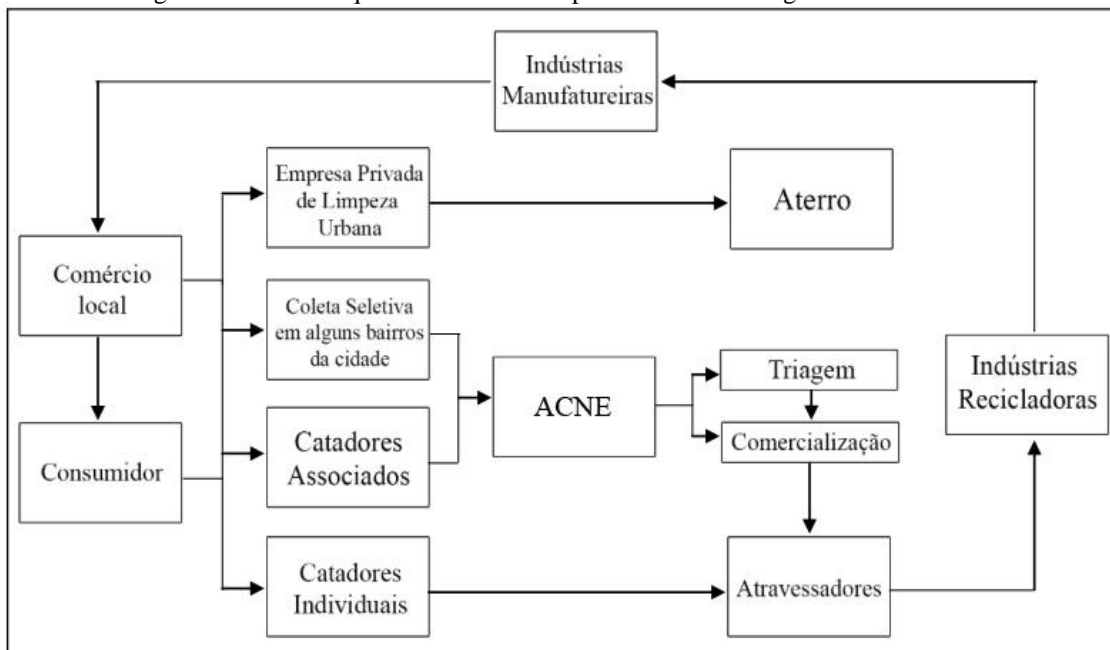 Indústrias
Manufatureiras
Empresa Privada
de Limpeza
Urbana
Aterro
Comércio
local
Coleta Seletiva
em alguns bairros
da cidade
ACNE
Triagem
Comercialização
Indústrias
Recicladoras
Consumidor
Catadores
Associados
Catadores
Individuais
Atravessadores